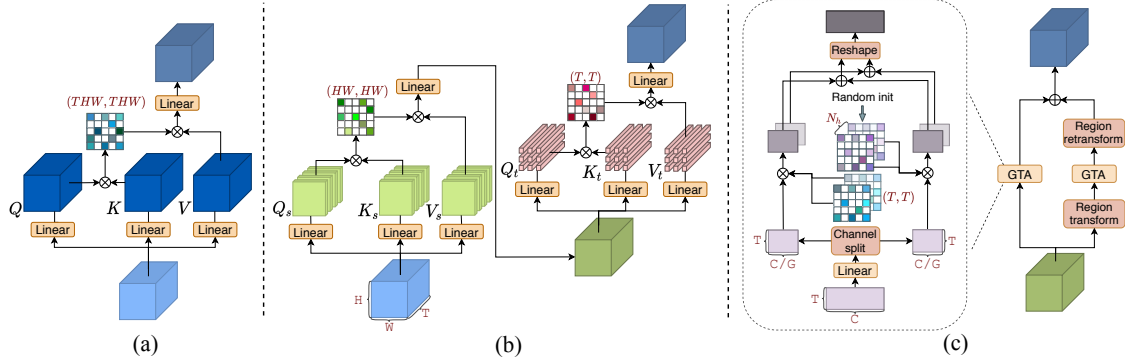 Linear
(THW, THW)
Q
K
V
Linear
Linear
Linear
(a)
Linear
(HW, HW)
Linear
(T, T)
Q_t
K_t
V_t
Linear
Linear
Linear
Q_s
K_s
V_s
Linear
Linear
Linear
H
W
T
(b)
Reshape
Random init
N_h
(T, T)
T
C/G
Channel
split
C/G
T
Linear
T
C
Region
retransform
GTA
GTA
Region
transform
(c)